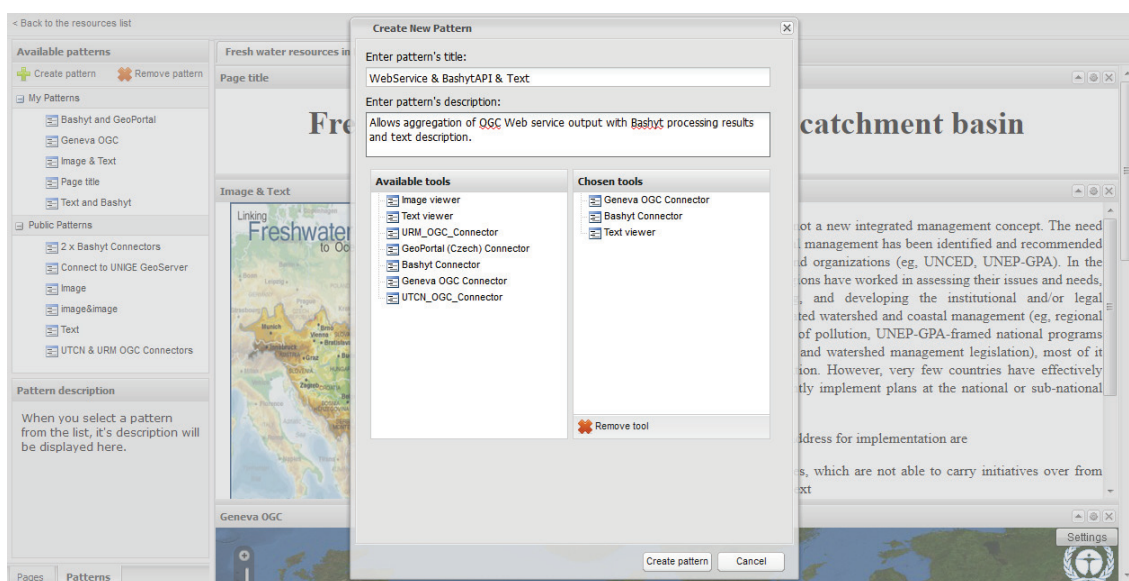 < Back to the resources list
Available patterns
Create pattern
Remove pattern
My Patterns
Bashyt and GeoPortal
Geneva OGC
Image & Text
Page title
Text and Bashyt
Public Patterns
2 x Bashyt Connectors
Connect to UNIGE GeoServer
Image
image&image
Text
UTCN & URM OGC Connectors
Pattern description
When you select a pattern
from the list, it's description will
be displayed here.
Pages
Patterns
Fresh water resources in
Page title
Fre
catchment basin
Image & Text
Linking
Freshwater
to Oc
Create New Pattern
Enter pattern's title:
WebService & BashytAPI & Text
Enter pattern's description:
Allows aggregation of OGC Web service output with Bashyt processing results
and text description.
Available tools
Image viewer
Text viewer
URM_OGC_Connector
GeoPortal (Czech) Connector
Bashyt Connector
Geneva OGC Connector
UTCN_OGC_Connector
Chosen tools
Geneva OGC Connector
Bashyt Connector
Text viewer
Remove tool
Create pattern
Cancel
not a new integrated management concept. The need
management has been identified and recommended
organizations (eg, UNCED, UNEP-GPA). In the
ions have worked in assessing their issues and needs,
, and developing the institutional and/or legal
ted watershed and coastal management (eg, regional
of pollution, UNEP-GPA-framed national programs
and watershed management legislation), most of it
ion. However, very few countries have effectively
tly implement plans at the national or sub-national
ddress for implementation are
s, which are not able to carry initiatives over from
ext
Geneva OGC
Settings